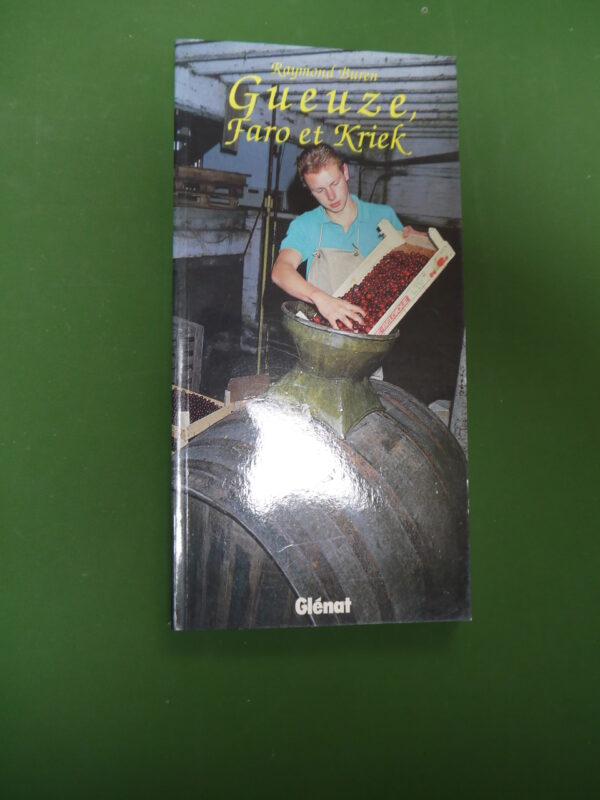 Raymond Buren
Gueuze,
Faro et Kriek
Glénat